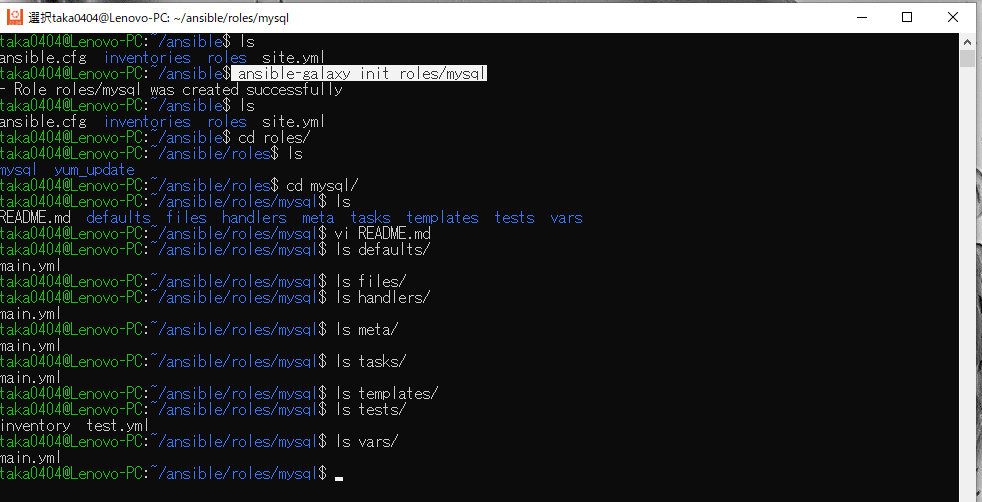 選択taka0404@Lenovo-PC: ~/ansible/roles/mysql
taka0404@Lenovo-PC:~/ansible$ ls
ansible.cfg  inventories  roles  site.yml
taka0404@Lenovo-PC:~/ansible$ ansible-galaxy init roles/mysql
- Role roles/mysql was created successfully
taka0404@Lenovo-PC:~/ansible$ ls
ansible.cfg  inventories  roles  site.yml
taka0404@Lenovo-PC:~/ansible$ cd roles/
taka0404@Lenovo-PC:~/ansible/roles$ ls
mysql  yum_update
taka0404@Lenovo-PC:~/ansible/roles$ cd mysql/
taka0404@Lenovo-PC:~/ansible/roles/mysql$ ls
README.md  defaults  files  handlers  meta  tasks  templates  tests  vars
taka0404@Lenovo-PC:~/ansible/roles/mysql$ vi README.md
taka0404@Lenovo-PC:~/ansible/roles/mysql$ ls defaults/
main.yml
taka0404@Lenovo-PC:~/ansible/roles/mysql$ ls files/
taka0404@Lenovo-PC:~/ansible/roles/mysql$ ls handlers/
main.yml
taka0404@Lenovo-PC:~/ansible/roles/mysql$ ls meta/
main.yml
taka0404@Lenovo-PC:~/ansible/roles/mysql$ ls tasks/
main.yml
taka0404@Lenovo-PC:~/ansible/roles/mysql$ ls templates/
taka0404@Lenovo-PC:~/ansible/roles/mysql$ ls tests/
inventory  test.yml
taka0404@Lenovo-PC:~/ansible/roles/mysql$ ls vars/
main.yml
taka0404@Lenovo-PC:~/ansible/roles/mysql$